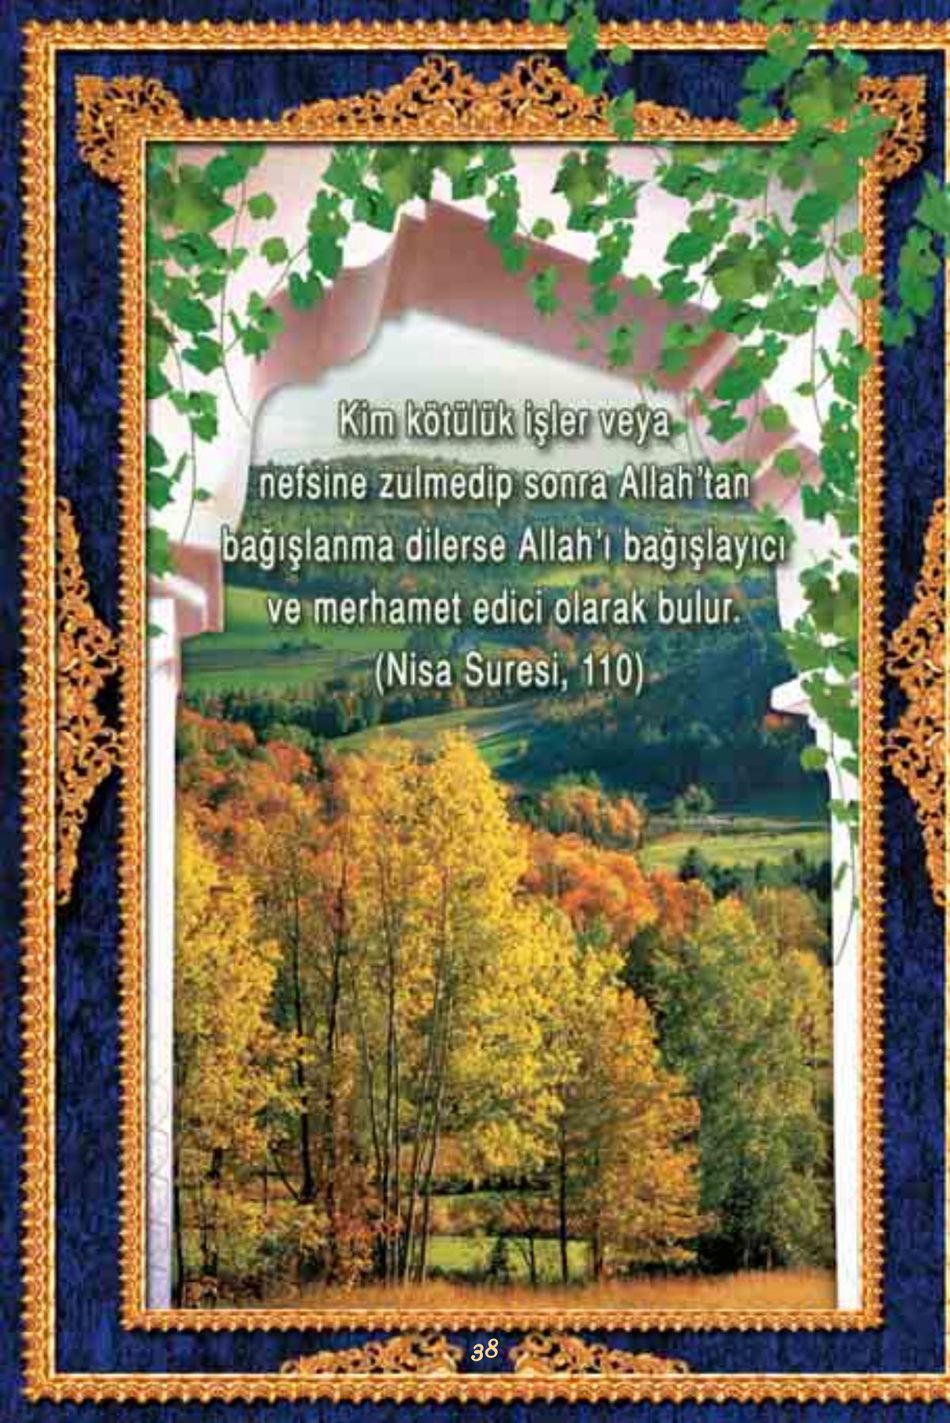 Kim kötülük işler veya
nefsine zulmedip sonra Allah'tan
bağışlanma dilerse Allah'ı bağışlayıcı
ve merhamet edici olarak bulur.
(Nisa Suresi, 110)
38